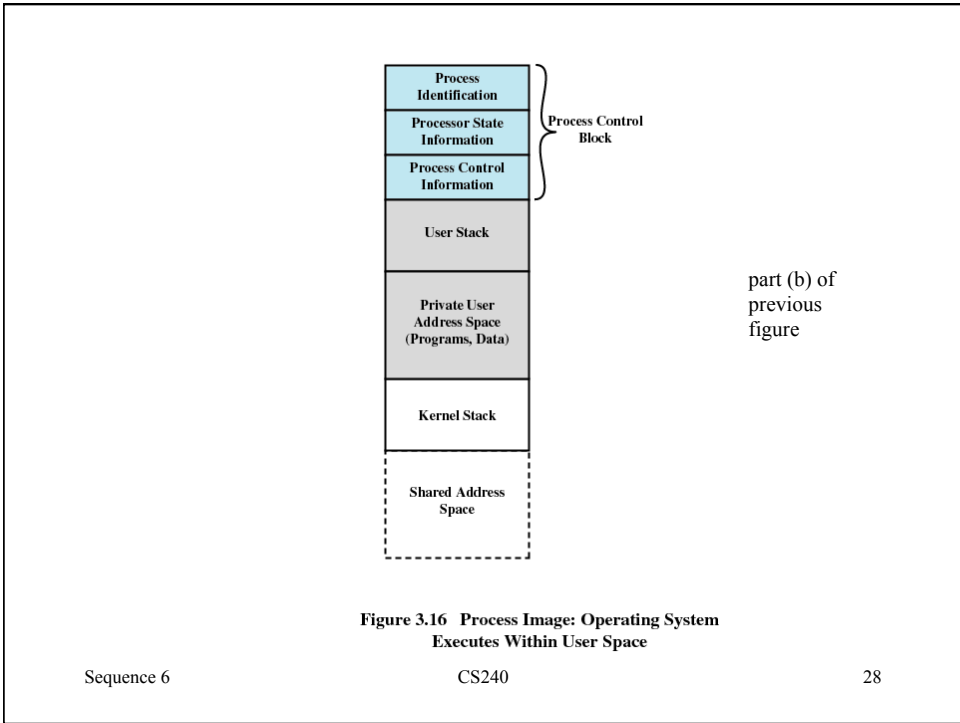 Process
Identification
Processor State
Information
Process Control
Information
Process Control
Block
User Stack
Private User
Address Space
(Programs, Data)
Kernel Stack
Shared Address
Space
part (b) of
previous
figure
Figure 3.16 Process Image: Operating System
Executes Within User Space
Sequence 6 CS240 28